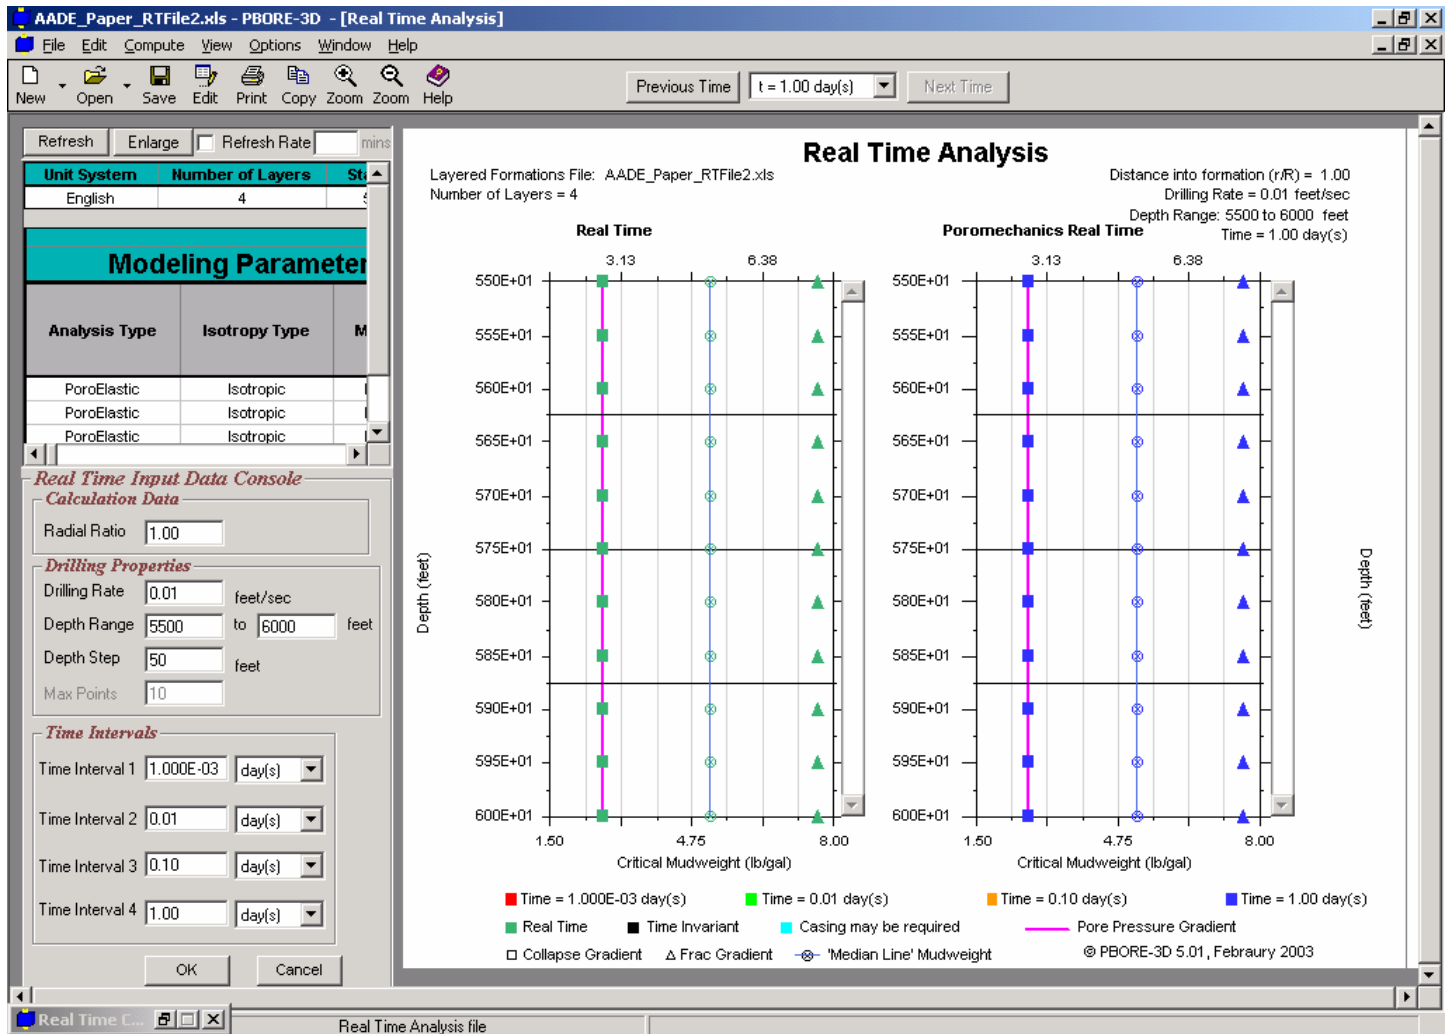 AADE_Paper_RTFile2.xls - PBORE-3D - [Real Time Analysis]
File Edit Compute View Options Window Help
New Open Save Edit Print Copy Zoom Zoom Help
Previous Time t = 1.00 day(s) Next Time
Refresh Enlarge Refresh Rate mins
Unit System Number of Layers Sta
English 4
Modeling Parameter
Analysis Type Isotropy Type M
PoroElastic Isotropic
PoroElastic Isotropic
PoroElastic Isotropic
Real Time Input Data Console
Calculation Data
Radial Ratio 1.00
Drilling Properties
Drilling Rate 0.01 feet/sec
Depth Range 5500 to 6000 feet
Depth Step 50 feet
Max Points 10
Time Intervals
Time Interval 1 1.000E-03 day(s)
Time Interval 2 0.01 day(s)
Time Interval 3 0.10 day(s)
Time Interval 4 1.00 day(s)
OK Cancel
Real Time Analysis
Layered Formations File: AADE_Paper_RTFile2.xls
Number of Layers = 4
Distance into formation (r/R) = 1.00
Drilling Rate = 0.01 feet/sec
Depth Range: 5500 to 6000 feet
Time = 1.00 day(s)
Real Time
3.13 6.38
550E+01
555E+01
560E+01
565E+01
570E+01
575E+01
580E+01
585E+01
590E+01
595E+01
600E+01
1.50 4.75 8.00
Depth (feet)
Critical Mudweight (lb/gal)
Poromechanics Real Time
3.13 6.38
550E+01
555E+01
560E+01
565E+01
570E+01
575E+01
580E+01
585E+01
590E+01
595E+01
600E+01
1.50 4.75 8.00
Depth (feet)
Critical Mudweight (lb/gal)
Time = 1.000E-03 day(s) Time = 0.01 day(s) Time = 0.10 day(s) Time = 1.00 day(s)
Real Time Time Invariant Casing may be required Pore Pressure Gradient
Collapse Gradient Frac Gradient 'Median Line' Mudweight © PBORE-3D 5.01, Febraury 2003
Real Time C...
Real Time Analysis file